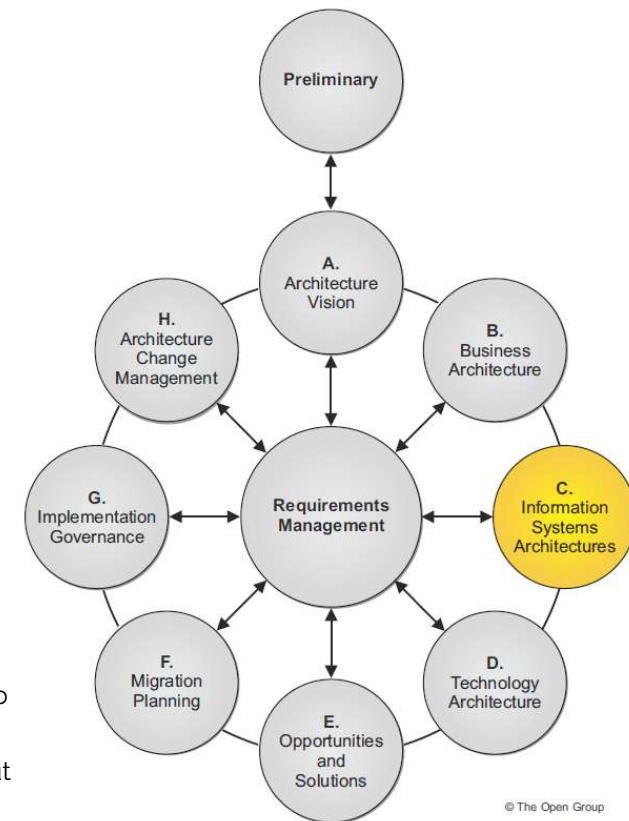 Preliminary
A.
Architecture
Vision
B.
Business
Architecture
C.
Information
Systems
Architectures
D.
Technology
Architecture
E.
Opportunities
and
Solutions
F.
Migration
Planning
G.
Implementation
Governance
H.
Architecture
Change
Management
Requirements
Management
© The Open Group